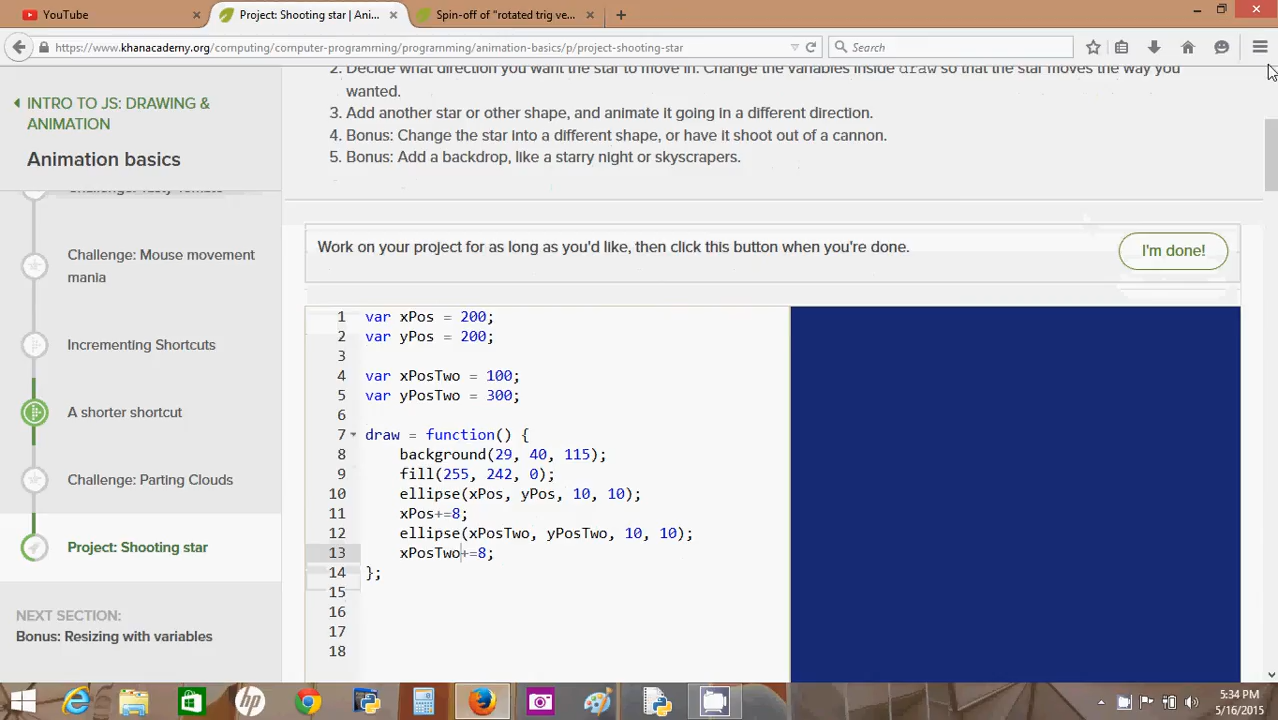 YouTube
Project: Shooting star | Ani...
Spin-off of "rotated trig ve...
https://www.khanacademy.org/computing/computer-programming/programming/animation-basics/p/project-shooting-star
Search
INTRO TO JS: DRAWING &
ANIMATION
Animation basics
Challenge: Mouse movement
mania
Incrementing Shortcuts
A shorter shortcut
Challenge: Parting Clouds
Project: Shooting star
NEXT SECTION:
Bonus: Resizing with variables
2. Decide what direction you want the star to move in. Change the variables inside draw so that the star moves the way you
wanted.
3. Add another star or other shape, and animate it going in a different direction.
4. Bonus: Change the star into a different shape, or have it shoot out of a cannon.
5. Bonus: Add a backdrop, like a starry night or skyscrapers.
Work on your project for as long as you'd like, then click this button when you're done.
I'm done!
1 var xPos = 200;
2 var yPos = 200;
3
4 var xPosTwo = 100;
5 var yPosTwo = 300;
6
7 draw = function() {
8 background(29, 40, 115);
9 fill(255, 242, 0);
10 ellipse(xPos, yPos, 10, 10);
11 xPos+=8;
12 ellipse(xPosTwo, yPosTwo, 10, 10);
13 xPosTwo+=8;
14 };
15
16
17
18
hp
5:34 PM
5/16/2015